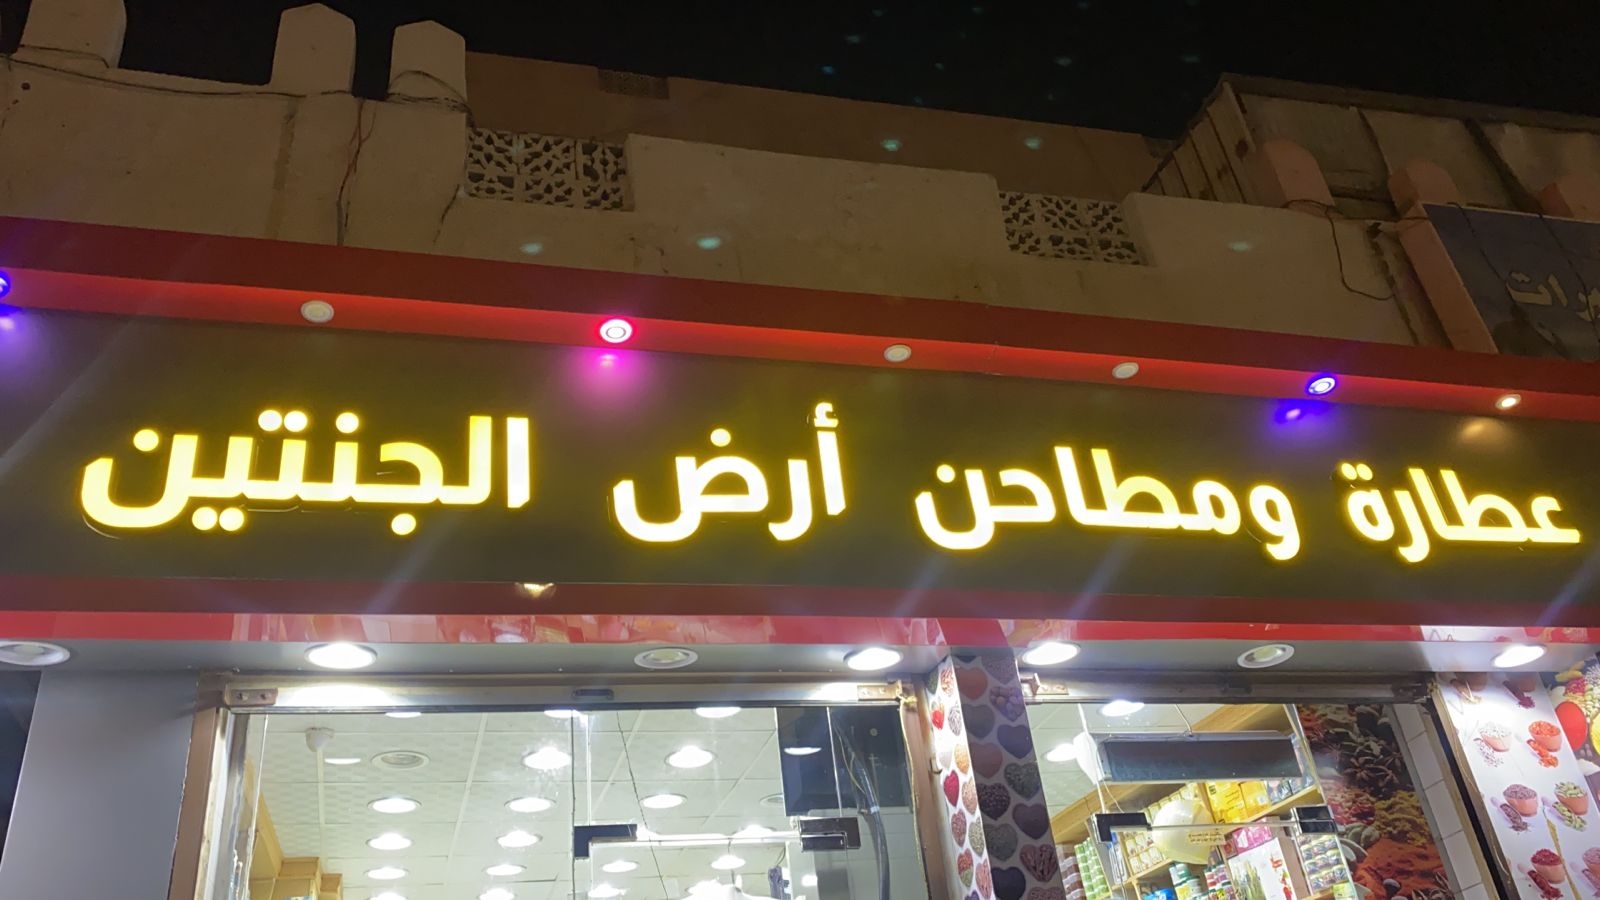 عطارة ومطاحن أرض الجنتين